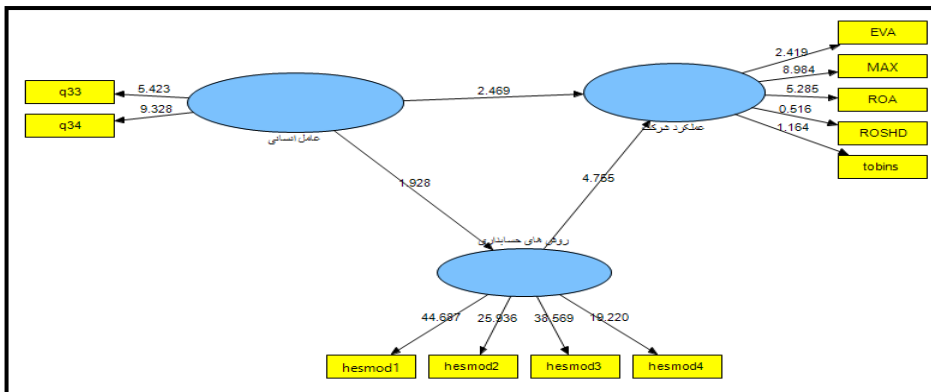 EVA
2.419
MAX
8.984
q33
5.423
5.285
ROA
2.469
9.328
0.516
ROSHD
q34
عملکرد شرکت
1.164
عامل انسانی
tobins
1.928
4.755
روش های حسابداری
44.687
25.936
38.569
19.220
hesmod1
hesmod2
hesmod3
hesmod4